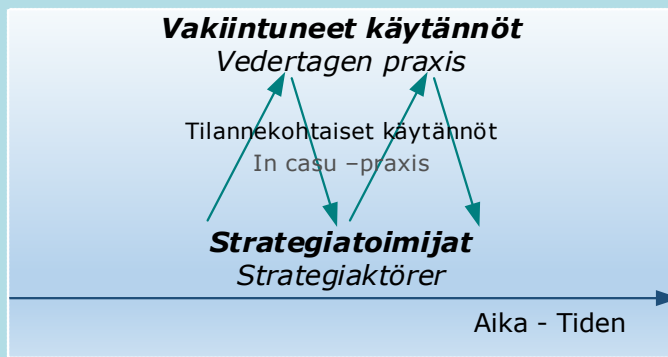 Vakiintuneet käytännöt
Vedertagen praxis
Tilannekohtaiset käytännöt
In casu –praxis
Strategiatoimijat
Strategiaktörer
Aika - Tiden